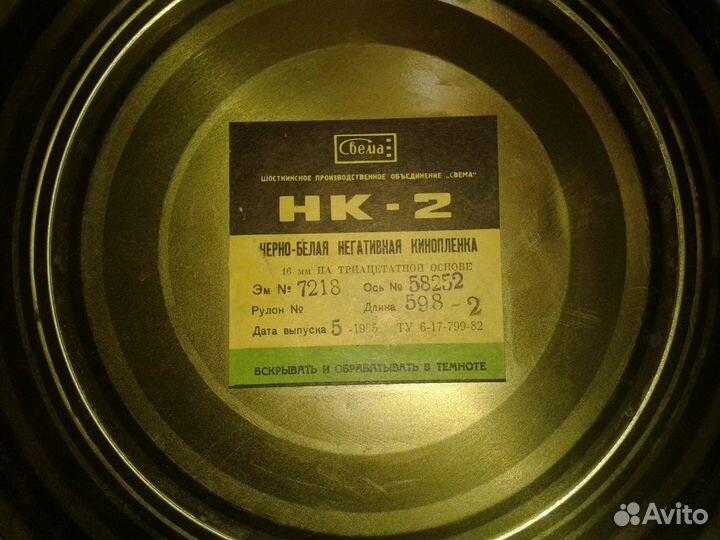 Свема
ШОСТКИНСКОЕ ПРОИЗВОДСТВЕННОЕ ОБЪЕДИНЕНИЕ „СВЕМА"
НК - 2
ЧЕРНО-БЕЛАЯ НЕГАТИВНАЯ КИНОПЛЕНКА
16 мм НА ТРИАЦЕТАТНОЙ ОСНОВЕ
Эм № 7218 Ось № 58252
Рулон № Длина 598 - 2
Дата выпуска 5 - 1985 ТУ 6-17-799-82
ВСКРЫВАТЬ И ОБРАБАТЫВАТЬ В ТЕМНОТЕ
Avito